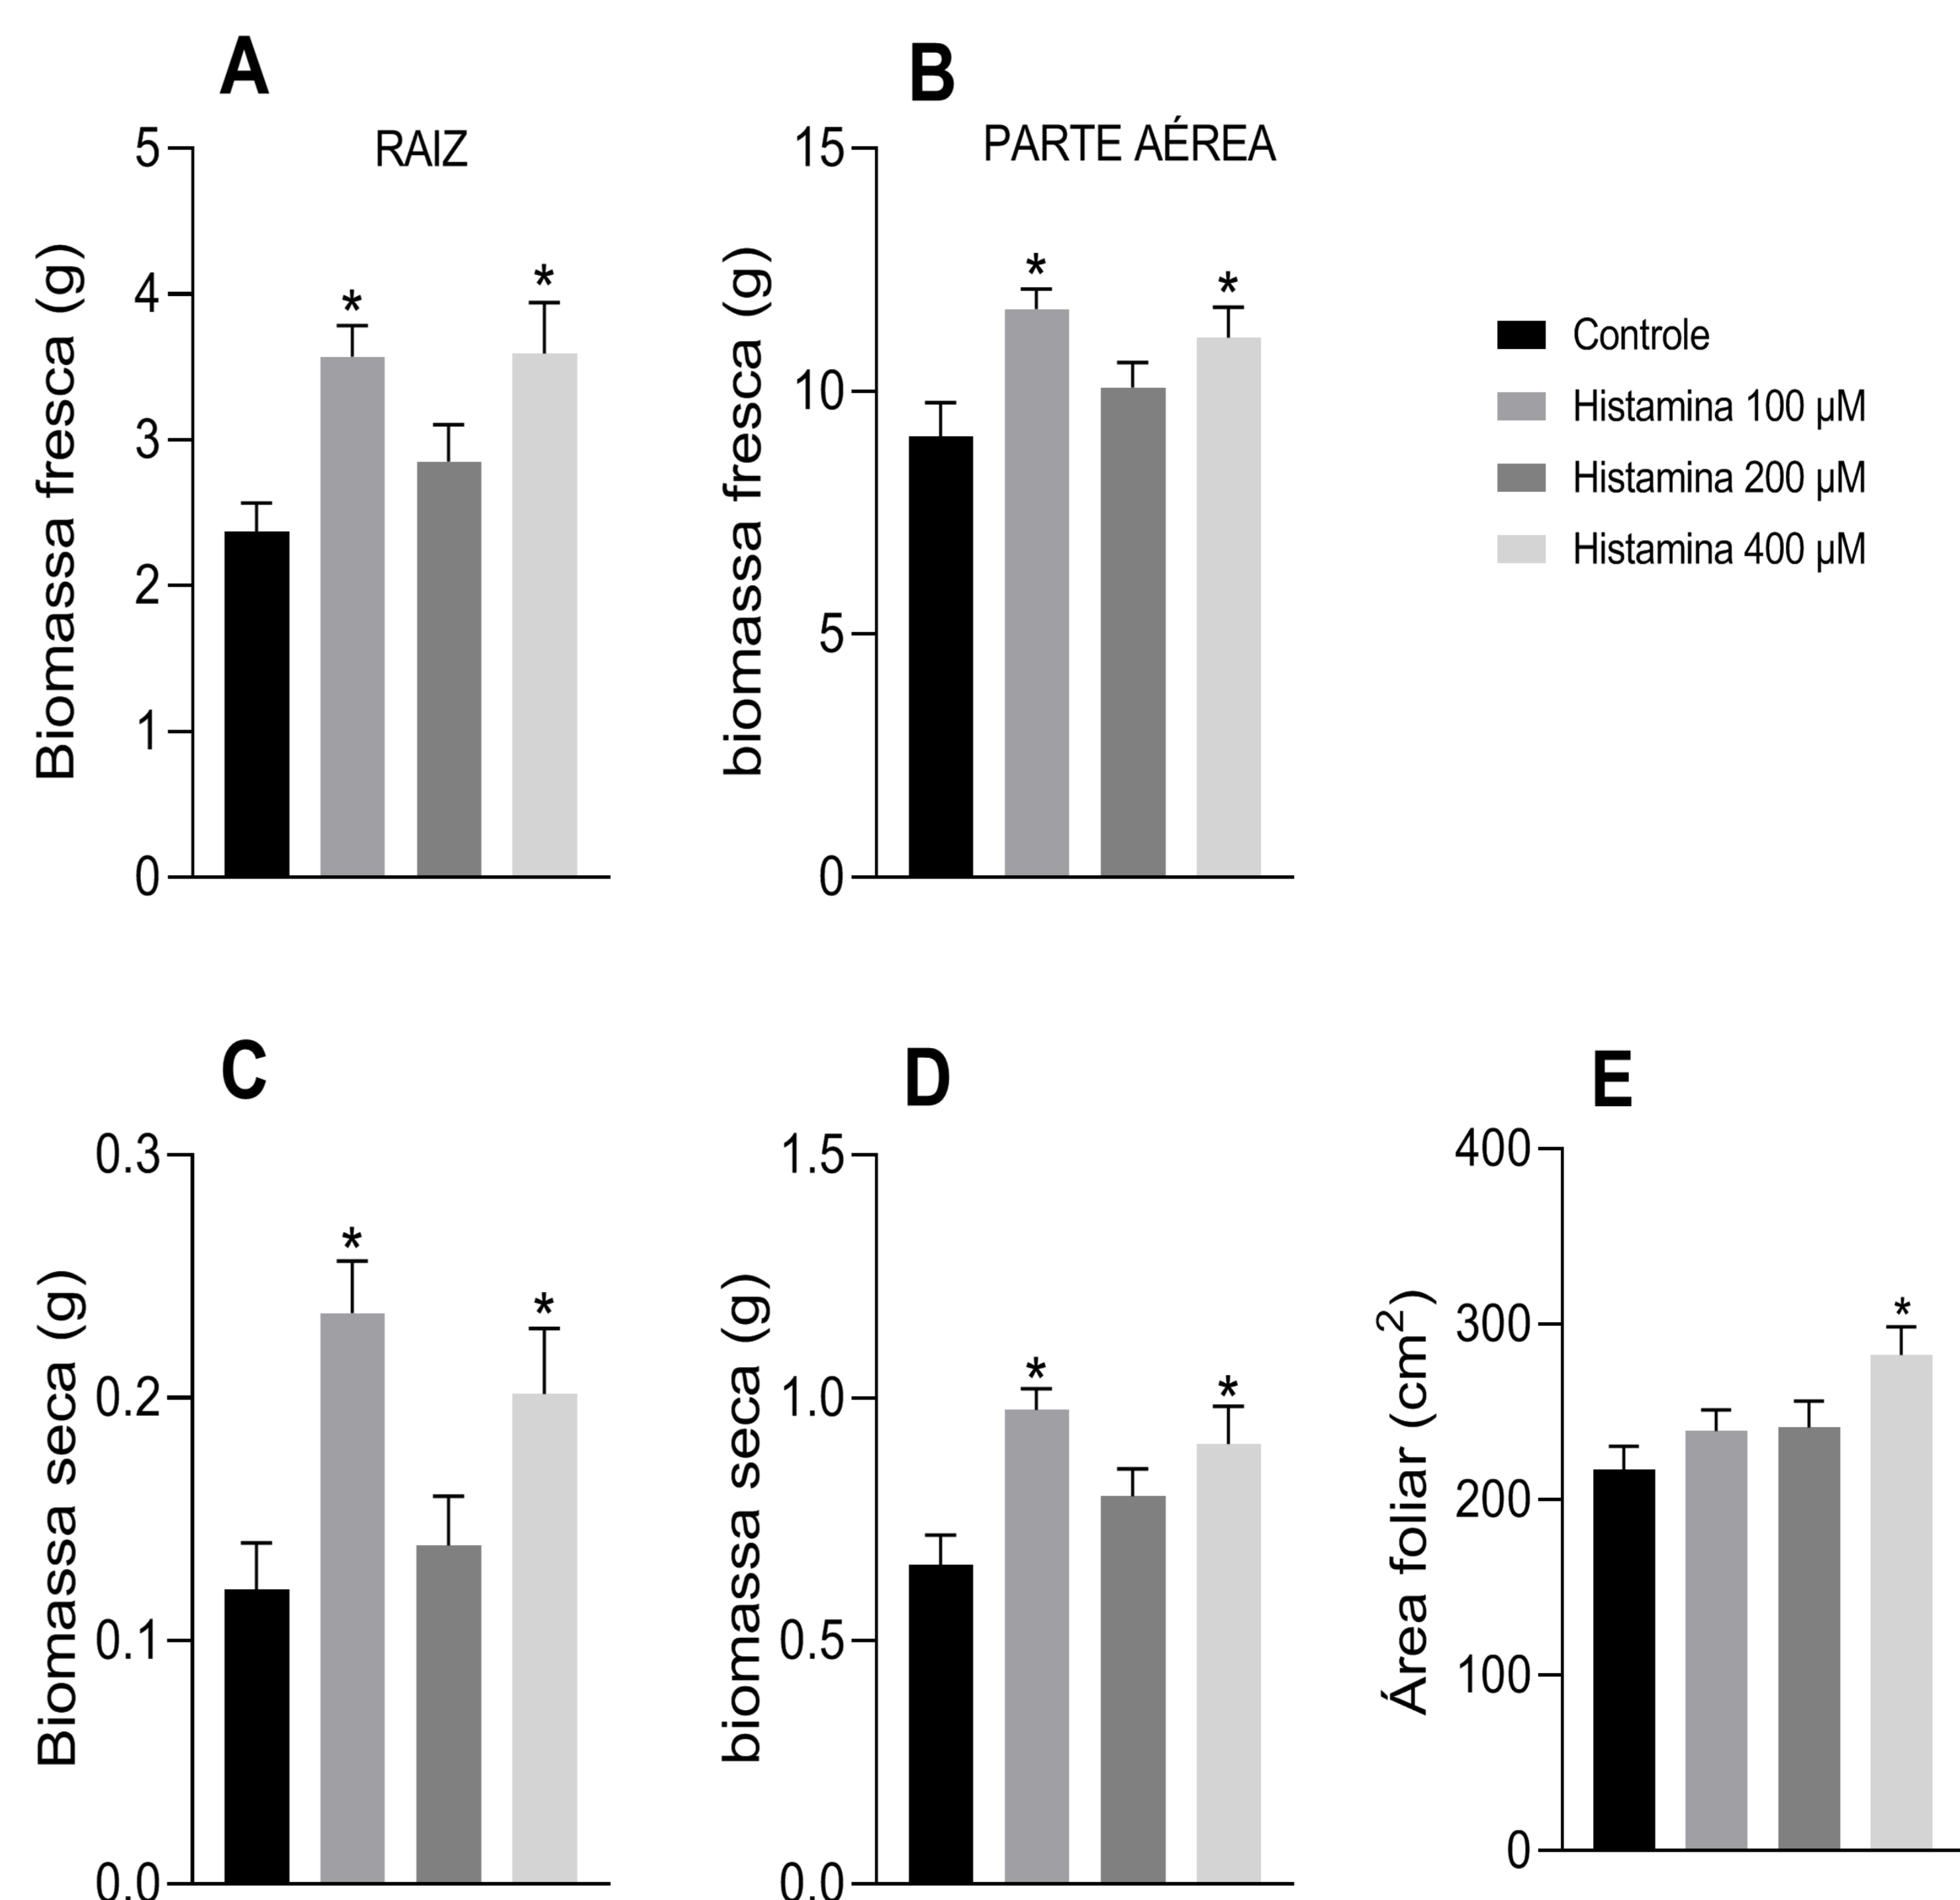 A
RAIZ
Biomassa fresca (g)
5
4
3
2
1
0
*
*
B
PARTE AÉREA
biomassa fresca (g)
15
10
5
0
*
*
Controle
Histamina 100 µM
Histamina 200 µM
Histamina 400 µM
C
Biomassa seca (g)
0.3
0.2
0.1
0.0
*
*
D
biomassa seca (g)
1.5
1.0
0.5
0.0
*
*
E
Área foliar (cm²)
400
300
200
100
0
*